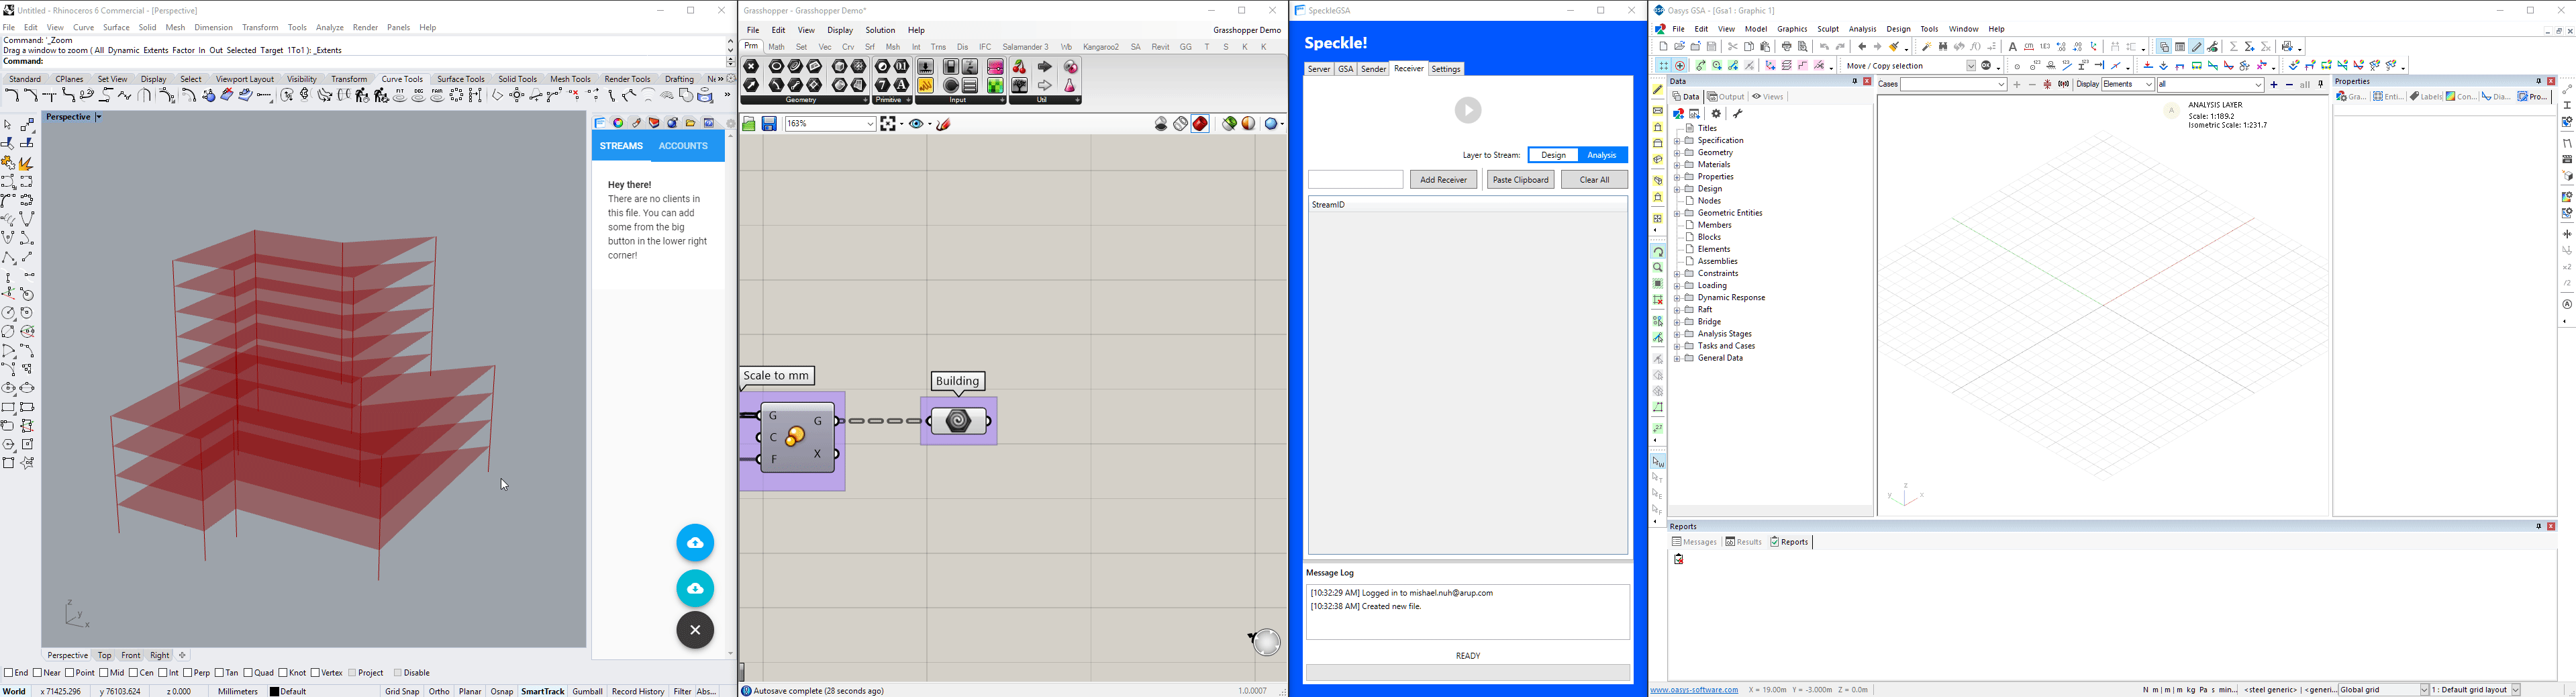 Untitled - Rhinoceros 6 Commercial - [Perspective]
File Edit View Curve Surface Solid Mesh Dimension Transform Tools Analyze Render Panels Help
Command: '_Zoom
Drag a window to zoom ( All Dynamic Extents Factor In Out Selected Target 1To1 ): _Extents
Command:
Standard CPlanes Set View Display Select Viewport Layout Visibility Transform Curve Tools Surface Tools Solid Tools Mesh Tools Render Tools Drafting
Perspective
STREAMS ACCOUNTS
Hey there!
There are no clients in
this file. You can add
some from the big
button in the lower right
corner!
z
y
x
Perspective Top Front Right
End Near Point Mid Cen Int Perp Tan Quad Knot Vertex Project Disable
World x 71425.296 y 76103.624 z 0.000 Millimeters Default Grid Snap Ortho Planar Osnap SmartTrack Gumball Record History Filter Abs...
Grasshopper - Grasshopper Demo*
File Edit View Display Solution Help Grasshopper Demo
Prm Math Set Vec Crv Srf Msh Int Trns Dis IFC Salamander 3 Wb Kangaroo2 SA Revit GG T S K K
Geometry Primitive Input Util
163%
Scale to mm
Building
G
C
F
G
X
Autosave complete (28 seconds ago) 1.0.0007
SpeckleGSA
Speckle!
Server GSA Sender Receiver Settings
Layer to Stream: Design Analysis
Add Receiver Paste Clipboard Clear All
StreamID
Message Log
[10:32:29 AM] Logged in to mishael.nuh@arup.com
[10:32:38 AM] Created new file.
READY
Oasys GSA - [Gsa1 : Graphic 1]
File Edit View Model Graphics Sculpt Analysis Design Tools Window Help
Move / Copy selection
Data
Data Output Views
Titles
Specification
Geometry
Materials
Properties
Design
Nodes
Geometric Entities
Members
Blocks
Elements
Assemblies
Constraints
Loading
Dynamic Response
Raft
Bridge
Analysis Stages
Tasks and Cases
General Data
Cases Display Elements all all
A
ANALYSIS LAYER
Scale: 1:189.2
Isometric Scale: 1:231.7
z
y
x
Properties
Gra... Enti... Labels Con... Dia... Pro...
Reports
Messages Results Reports
www.oasys-software.com X = 19.00m Y = -3.000m Z = 0.0m N m | m | m kg Pa s min... <steel generic> | <generi... Global grid 1 : Default grid layout